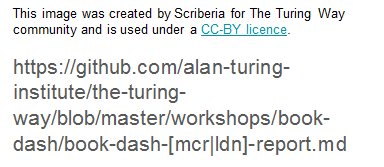 This image was created by Scriberia for The Turing Way
community and is used under a CC-BY licence.
https://github.com/alan-turing-
institute/the-turing-
way/blob/master/workshops/book-
dash/book-dash-[mcr|ldn]-report.md